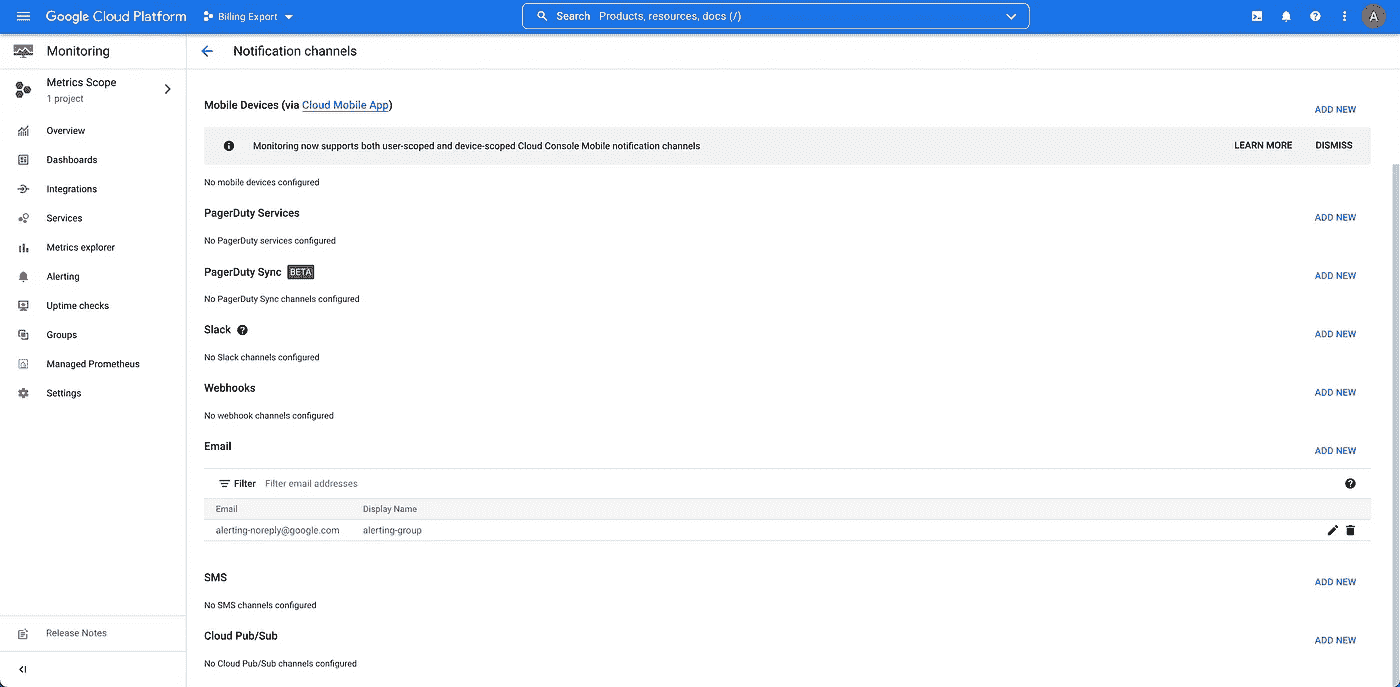 Google Cloud Platform
Billing Export
Search Products, resources, docs (/)
A
Monitoring
Notification channels
Metrics Scope
1 project
Overview
Dashboards
Integrations
Services
Metrics explorer
Alerting
Uptime checks
Groups
Managed Prometheus
Settings
Release Notes
Mobile Devices (via Cloud Mobile App)
ADD NEW
Monitoring now supports both user-scoped and device-scoped Cloud Console Mobile notification channels
LEARN MORE
DISMISS
No mobile devices configured
PagerDuty Services
ADD NEW
No PagerDuty services configured
PagerDuty Sync BETA
ADD NEW
No PagerDuty Sync channels configured
Slack
ADD NEW
No Slack channels configured
Webhooks
ADD NEW
No webhook channels configured
Email
ADD NEW
Filter Filter email addresses
Email Display Name
alerting-noreply@google.com alerting-group
SMS
ADD NEW
No SMS channels configured
Cloud Pub/Sub
ADD NEW
No Cloud Pub/Sub channels configured